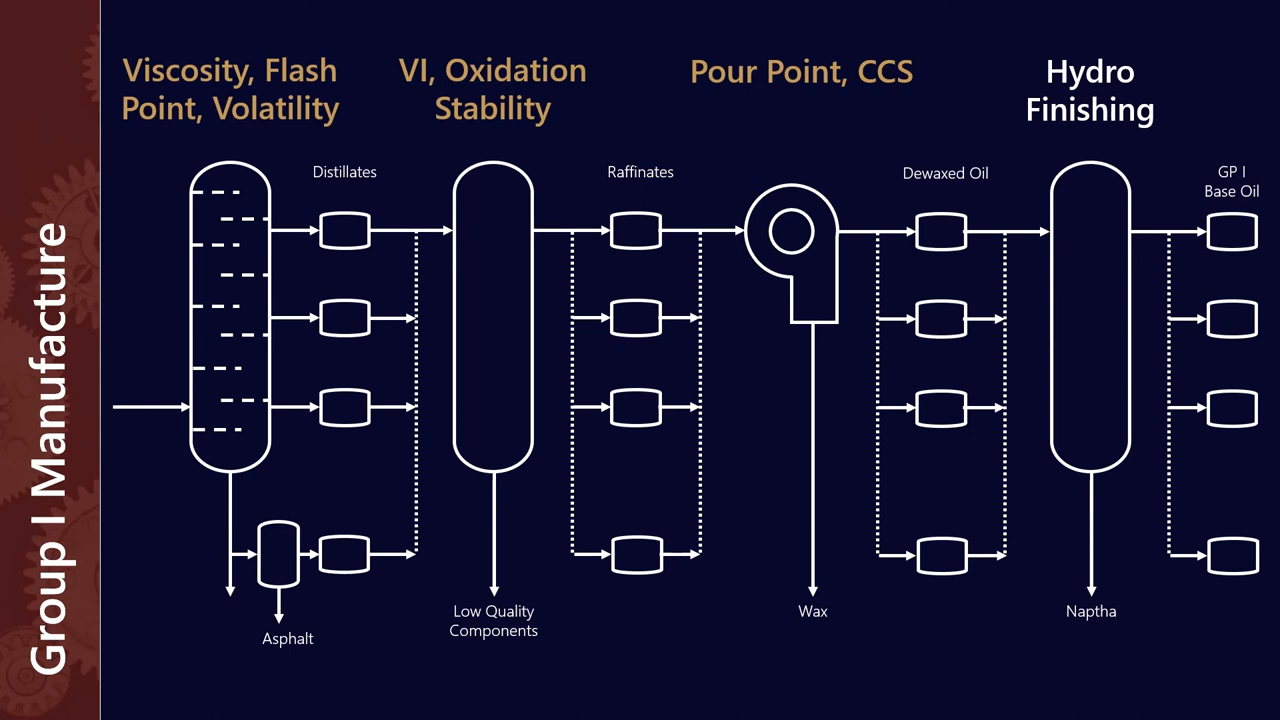 Group I Manufacture
Viscosity, Flash
Point, Volatility
VI, Oxidation
Stability
Pour Point, CCS
Hydro
Finishing
Distillates
Raffinates
Dewaxed Oil
GP I
Base Oil
Asphalt
Low Quality
Components
Wax
Naptha